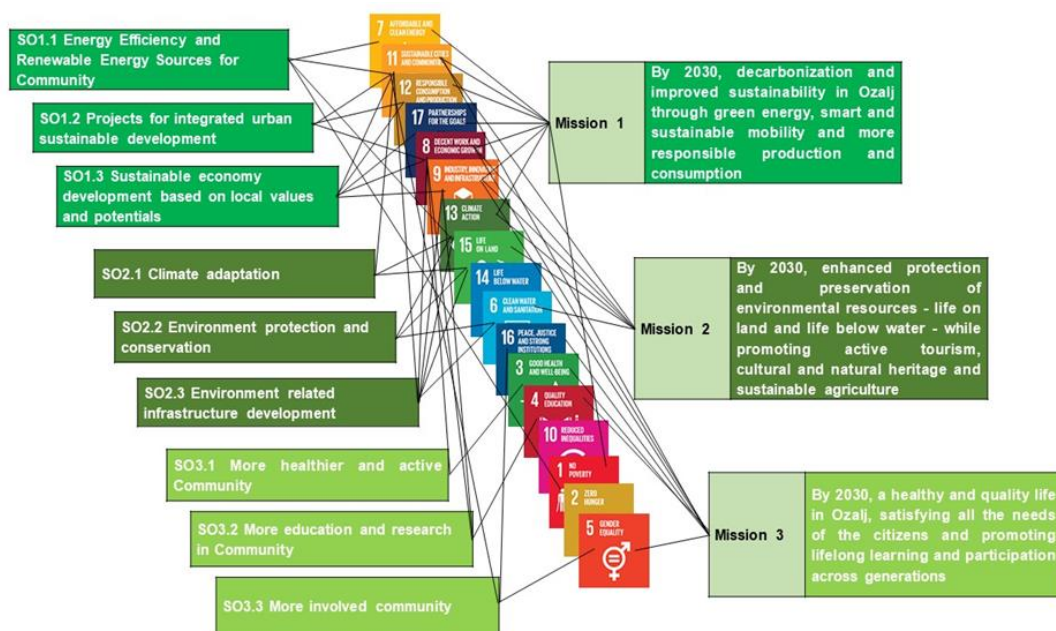 SO1.1 Energy Efficiency and
Renewable Energy Sources for
Community
SO1.2 Projects for integrated urban
sustainable development
SO1.3 Sustainable economy
development based on local values
and potentials
SO2.1 Climate adaptation
SO2.2 Environment protection and
conservation
SO2.3 Environment related
infrastructure development
SO3.1 More healthier and active
Community
SO3.2 More education and research
in Community
SO3.3 More involved community
7 AFFORDABLE AND
CLEAN ENERGY
11 SUSTAINABLE CITIES
AND COMMUNITIES
12 RESPONSIBLE
CONSUMPTION
AND PRODUCTION
17 PARTNERSHIPS
FOR THE GOALS
8 DECENT WORK AND
ECONOMIC GROWTH
9 INDUSTRY, INNOVATION
AND INFRASTRUCTURE
13 CLIMATE
ACTION
15 LIFE
ON LAND
14 LIFE
BELOW WATER
6 CLEAN WATER
AND SANITATION
16 PEACE, JUSTICE
AND STRONG
INSTITUTIONS
3 GOOD HEALTH
AND WELL-BEING
4 QUALITY
EDUCATION
10 REDUCED
INEQUALITIES
1 NO
POVERTY
2 ZERO
HUNGER
5 GENDER
EQUALITY
Mission 1
By 2030, decarbonization and
improved sustainability in Ozalj
through green energy, smart and
sustainable mobility and more
responsible production and
consumption
Mission 2
By 2030, enhanced protection
and preservation of
environmental resources - life on
land and life below water - while
promoting active tourism,
cultural and natural heritage and
sustainable agriculture
Mission 3
By 2030, a healthy and quality life
in Ozalj, satisfying all the needs
of the citizens and promoting
lifelong learning and participation
across generations